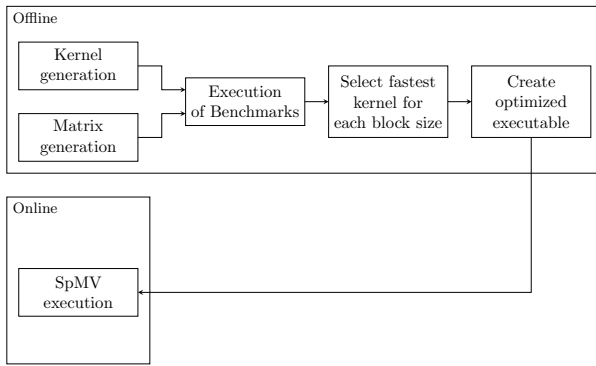 Offline
Kernel
generation
Matrix
generation
Execution
of Benchmarks
Select fastest
kernel for
each block size
Create
optimized
executable
Online
SpMV
execution